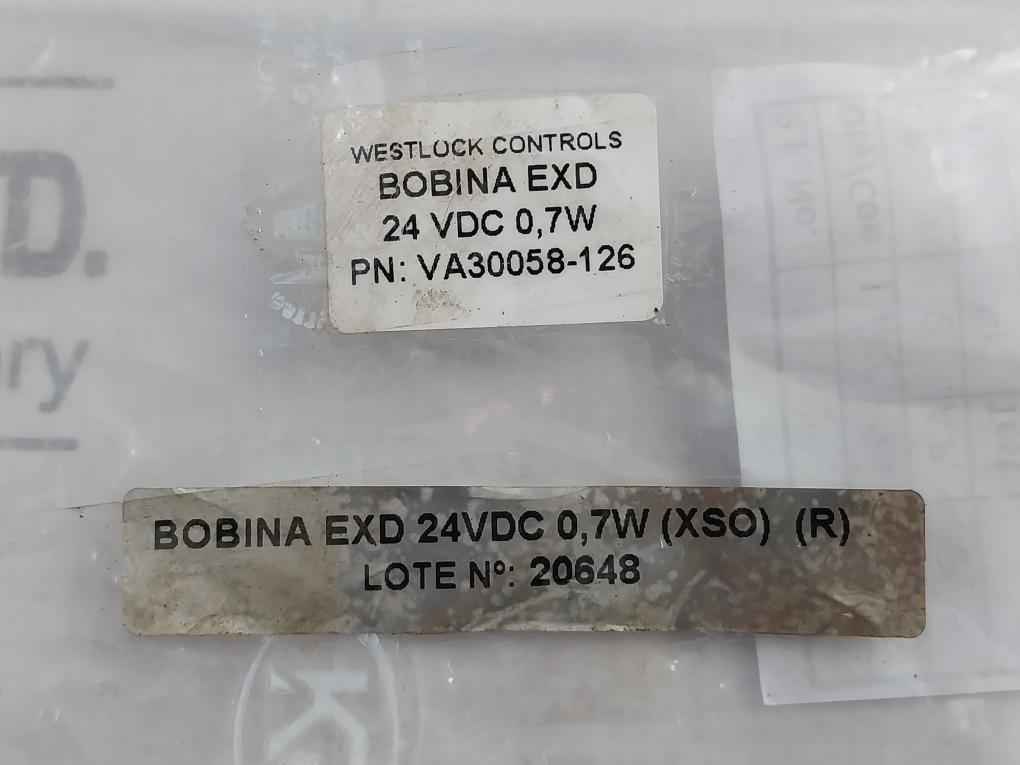 WESTLOCK CONTROLS
BOBINA EXD
24 VDC 0,7W
PN: VA30058-126
D.
ry
BOBINA EXD 24VDC 0,7W (XSO) (R)
LOTE Nº: 20648
K